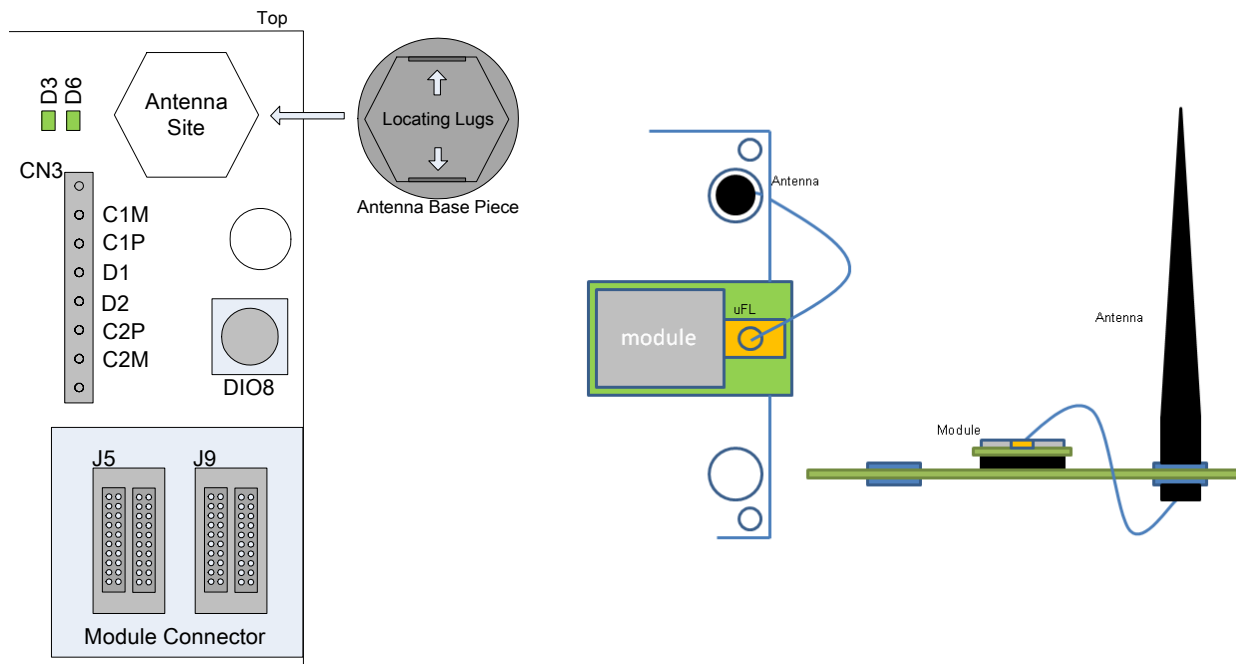 Top
D3
D6
Antenna
Site
Locating Lugs
Antenna Base Piece
CN3
C1M
C1P
D1
D2
C2P
C2M
DIO8
J5
J9
Module Connector
Antenna
uFL
module
Antenna
Module